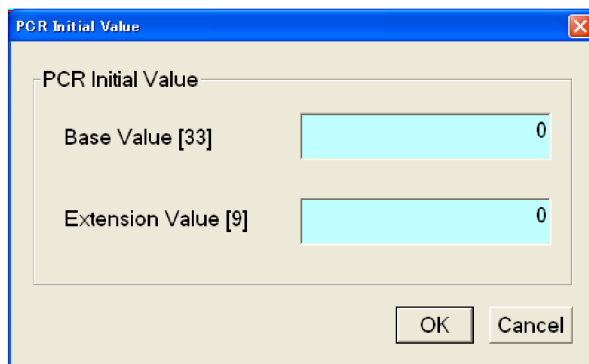 PCR Initial Value
PCR Initial Value
Base Value [33] 0
Extension Value [9] 0
OK Cancel